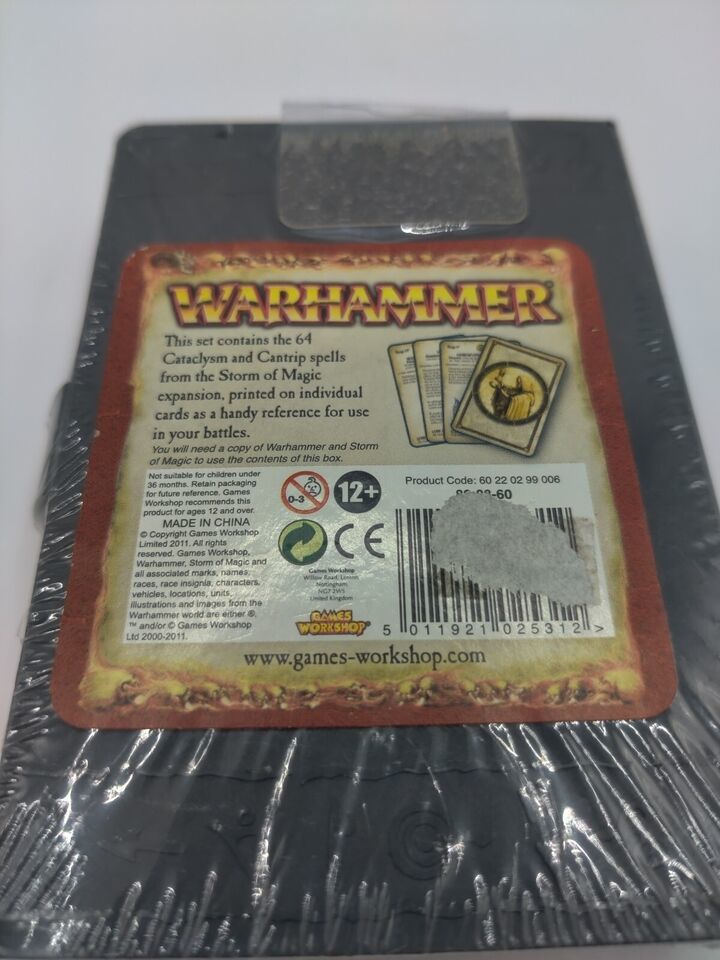 WARHAMMER
This set contains the 64
Cataclysm and Cantrip spells
from the Storm of Magic
expansion, printed on individual
cards as a handy reference for use
in your battles.
You will need a copy of Warhammer and Storm
of Magic to use the contents of this box.
Not suitable for children under
36 months. Retain packaging
for future reference. Games
Workshop recommends this
product for ages 12 and over.
MADE IN CHINA
© Copyright Games Workshop
Limited 2011. All rights
reserved. Games Workshop,
Warhammer, Storm of Magic and
all associated marks, names,
races, race insignia, characters,
vehicles, locations, units,
illustrations and images from the
Warhammer world are either ®,
™ and/or © Games Workshop
Ltd 2000-2011.
0-3
12+
CE
Games Workshop
Willow Road, Lenton,
Nottingham,
NG7 2WS
United Kingdom
GAMES
WORKSHOP
Product Code: 60 22 02 99 006
5 011921 025312 >
www.games-workshop.com